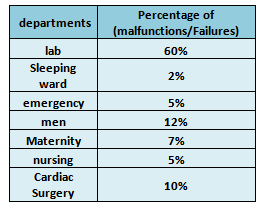 departments Percentage of
(malfunctions/Failures)
lab 60%
Sleeping
ward 2%
emergency 5%
men 12%
Maternity 7%
nursing 5%
Cardiac
Surgery 10%